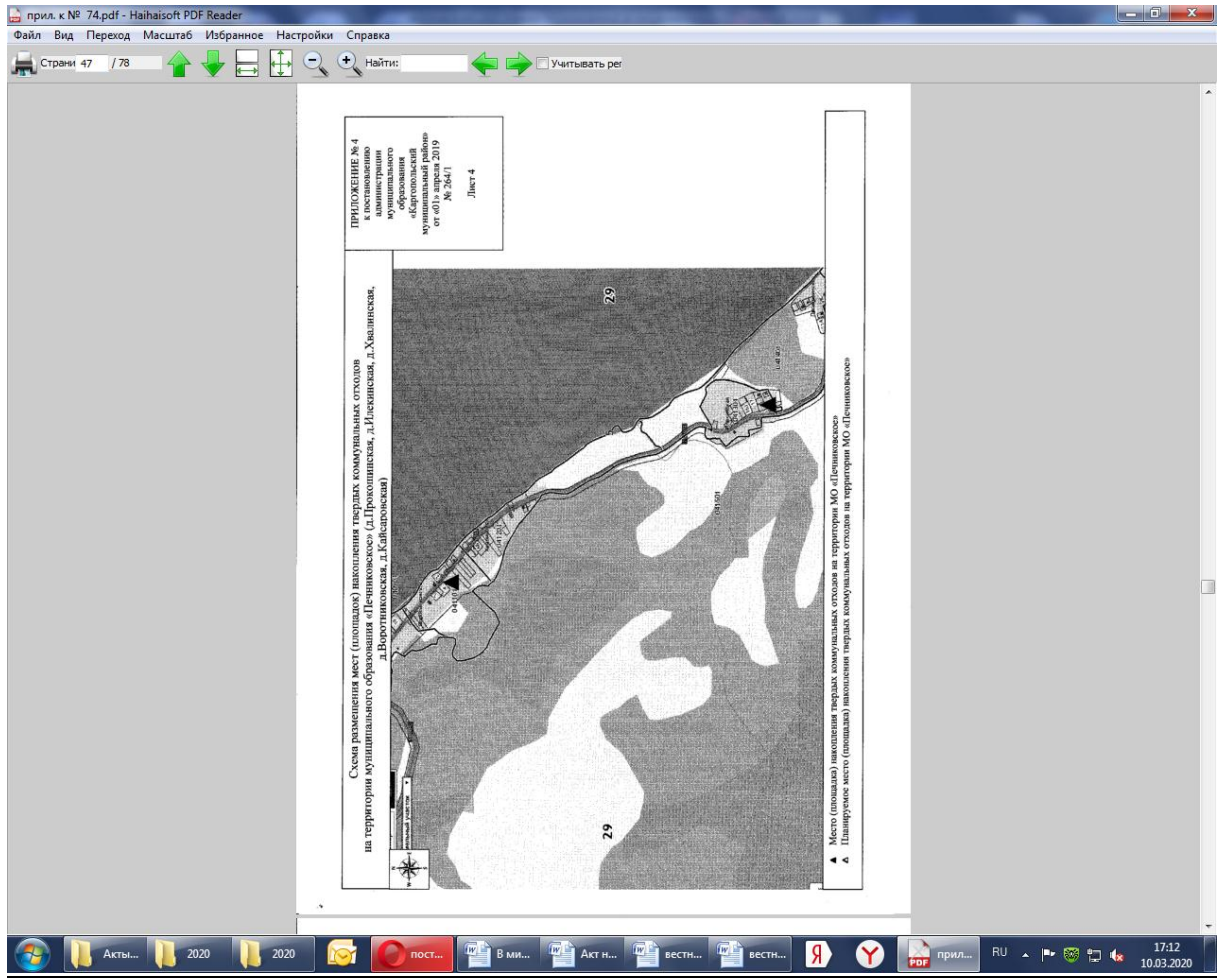 прил. к № 74.pdf - Haihaisoft PDF Reader
Файл Вид Переход Масштаб Избранное Настройки Справка
Страни 47 / 78 Найти: Учитывать рег
ПРИЛОЖЕНИЕ № 4
к постановлению
администрации
муниципального
образования
«Каргопольский
муниципальный район»
от «01» апреля 2019
№ 264/1
Лист 4
Схема размещения мест (площадок) накопления твердых коммунальных отходов
на территории муниципального образования «Печниковское» (д.Прокопинская, д.Илекинская, д.Хвалинская,
д.Воротниковская, д.Кайсаровская)
29
041501
29
▲ Место (площадка) накопления твердых коммунальных отходов на территории МО «Печниковское»
Планируемое место (площадка) накопления твердых коммунальных отходов на территории МО «Печниковское»
Акты... 2020 2020 пост... В ми... Акт н... вестн... вестн... Я Y прил... RU 17:12
10.03.2020